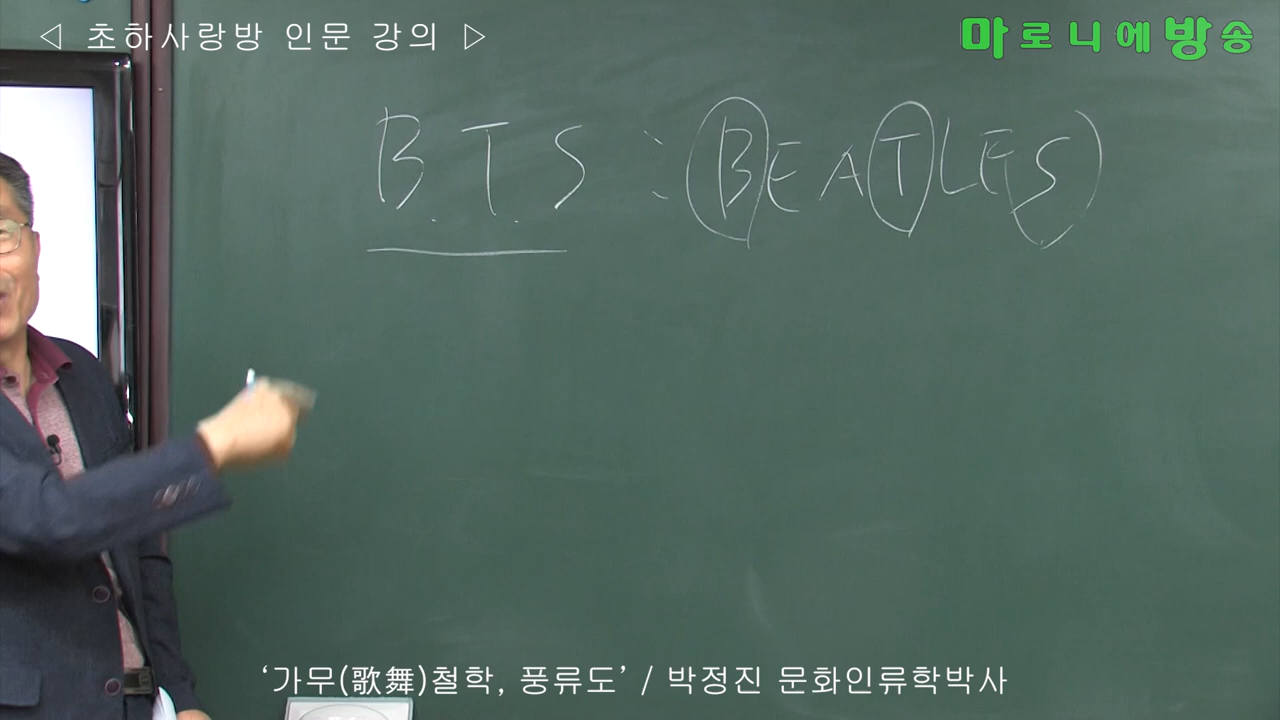 ◁ 초하사랑방 인문 강의 ▷
마로니에방송
B.T.S : BEATLES
‘가무(歌舞)철학, 풍류도’ / 박정진 문화인류학박사